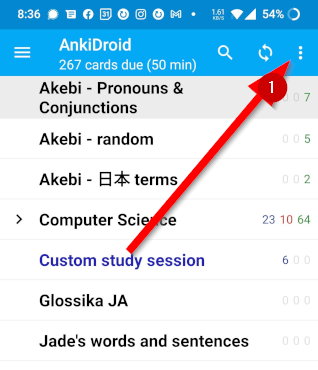 8:36 1.61 KB/S 54%
AnkiDroid
267 cards due (50 min)
1
Akebi - Pronouns &
Conjunctions 0 0 7
Akebi - random 0 0 5
Akebi - 日本 terms 0 0 2
Computer Science 23 10 64
Custom study session 6 0 0
Glossika JA 0 0 0
Jade's words and sentences 0 0 0